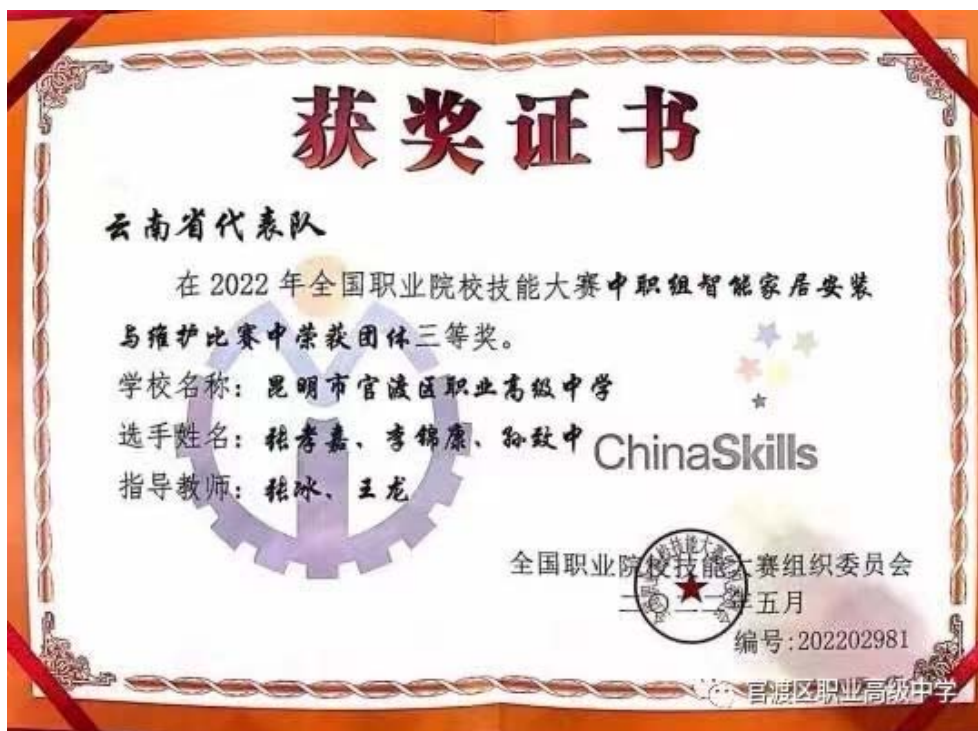 获奖证书
云南省代表队
在2022年全国职业院校技能大赛中职组智能家居安装
与维护比赛中荣获团体三等奖。
学校名称：昆明市官渡区职业高级中学
选手姓名：张孝嘉、李锦康、孙致中
指导教师：张冰、王龙
ChinaSkills
全国职业院校技能大赛组织委员会
二〇二二年五月
编号:202202981
官渡区职业高级中学